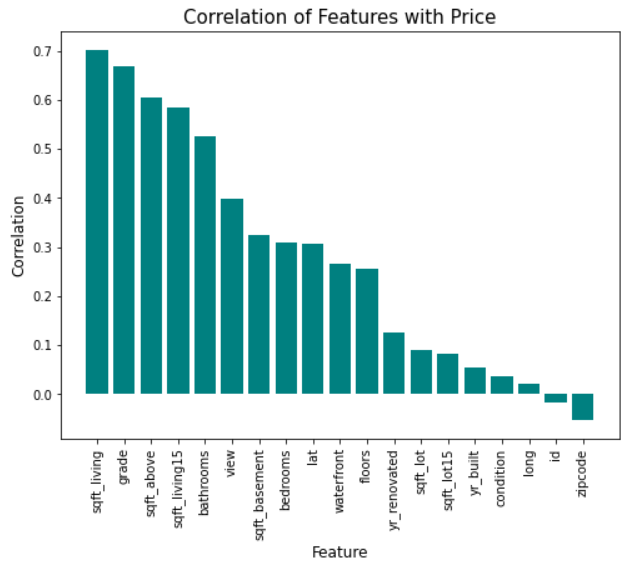 Correlation of Features with Price
Correlation
0.7
0.6
0.5
0.4
0.3
0.2
0.1
0.0
sqft_living
grade
sqft_above
sqft_living15
bathrooms
view
sqft_basement
bedrooms
lat
waterfront
floors
yr_renovated
sqft_lot
sqft_lot15
yr_built
condition
long
id
zipcode
Feature